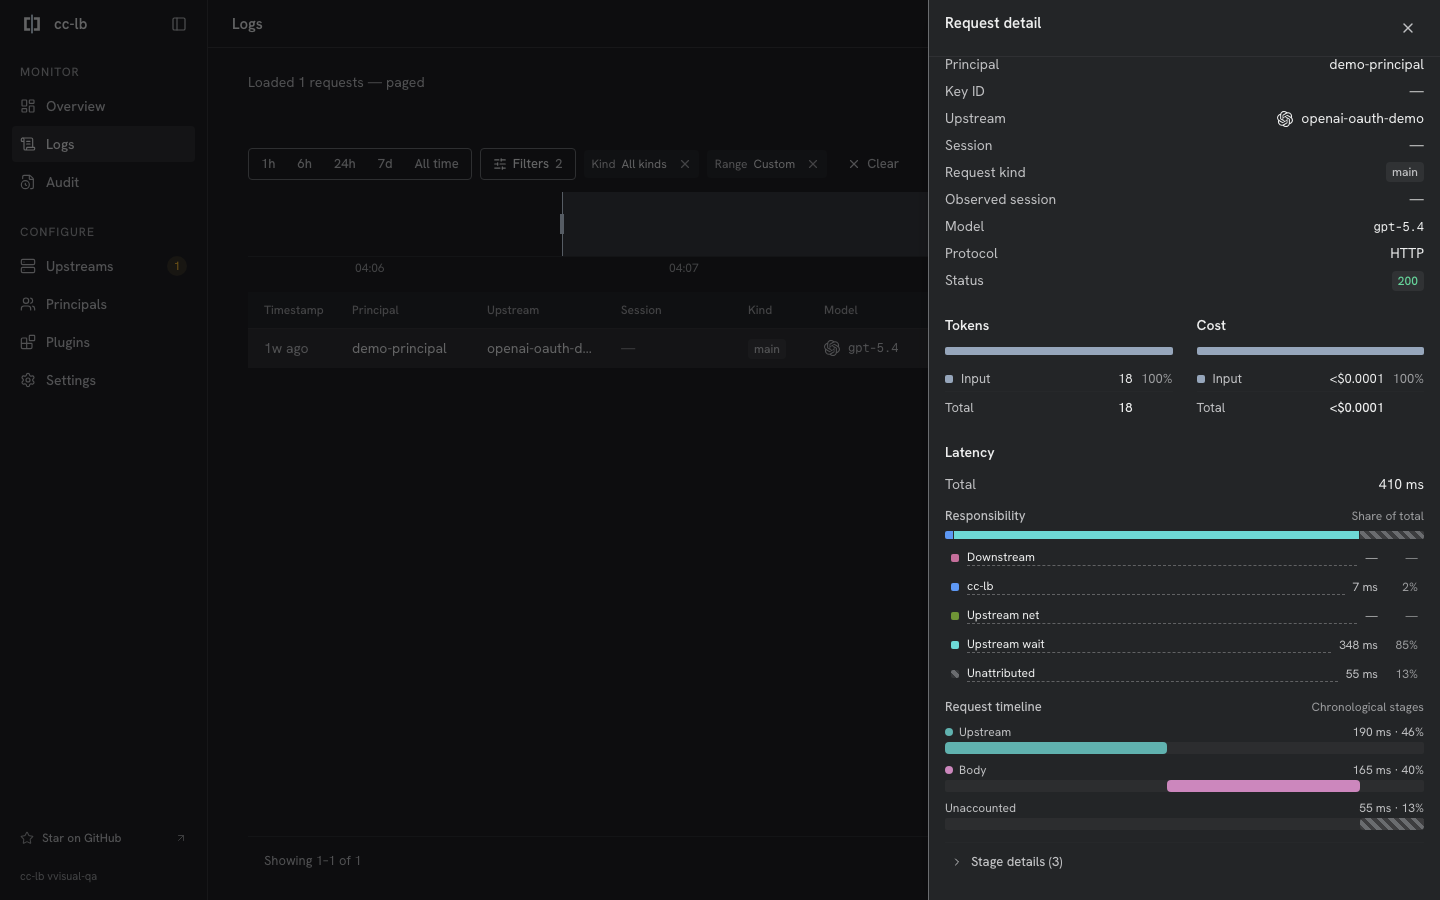 cc-lb
Logs
Request detail
MONITOR
Overview
Logs
Audit
CONFIGURE
Upstreams 1
Principals
Plugins
Settings
Star on GitHub
cc-lb vvisual-qa
Loaded 1 requests — paged
1h 6h 24h 7d All time
Filters 2
Kind All kinds
Range Custom
Clear
04:06 04:07
Timestamp Principal Upstream Session Kind Model
1w ago demo-principal openai-oauth-d... — main gpt-5.4
Showing 1–1 of 1
Principal demo-principal
Key ID —
Upstream openai-oauth-demo
Session —
Request kind main
Observed session —
Model gpt-5.4
Protocol HTTP
Status 200
Tokens
Input 18 100%
Total 18
Cost
Input <$0.0001 100%
Total <$0.0001
Latency
Total 410 ms
Responsibility Share of total
Downstream — —
cc-lb 7 ms 2%
Upstream net — —
Upstream wait 348 ms 85%
Unattributed 55 ms 13%
Request timeline Chronological stages
Upstream 190 ms · 46%
Body 165 ms · 40%
Unaccounted 55 ms · 13%
Stage details (3)